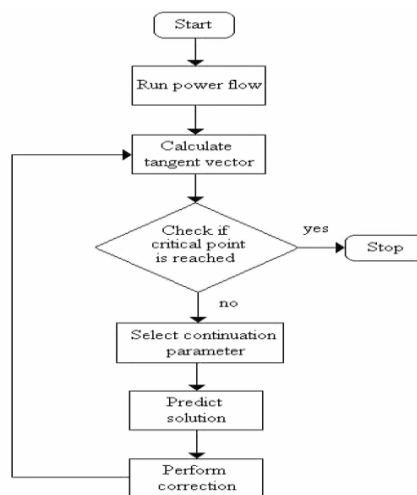 Start
Run power flow
Calculate
tangent vector
Check if
critical point
is reached
yes
Stop
no
Select continuation
parameter
Predict
solution
Perform
correction